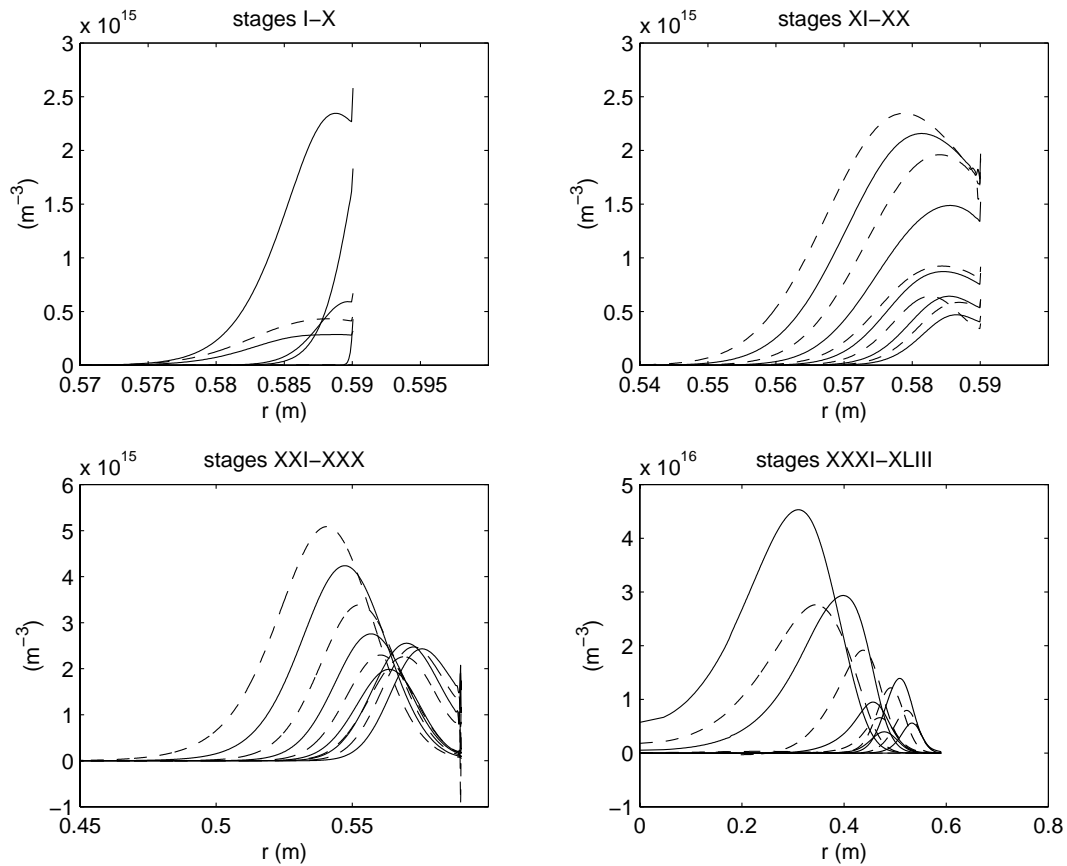 stages I−X
x 10^15
3
2.5
2
1.5
1
0.5
0
(m^−3)
0.57 0.575 0.58 0.585 0.59 0.595
r (m)
stages XI−XX
x 10^15
3
2.5
2
1.5
1
0.5
0
(m^−3)
0.54 0.55 0.56 0.57 0.58 0.59
r (m)
stages XXI−XXX
x 10^15
6
5
4
3
2
1
0
−1
(m^−3)
0.45 0.5 0.55
r (m)
stages XXXI−XLIII
x 10^16
5
4
3
2
1
0
−1
(m^−3)
0 0.2 0.4 0.6 0.8
r (m)